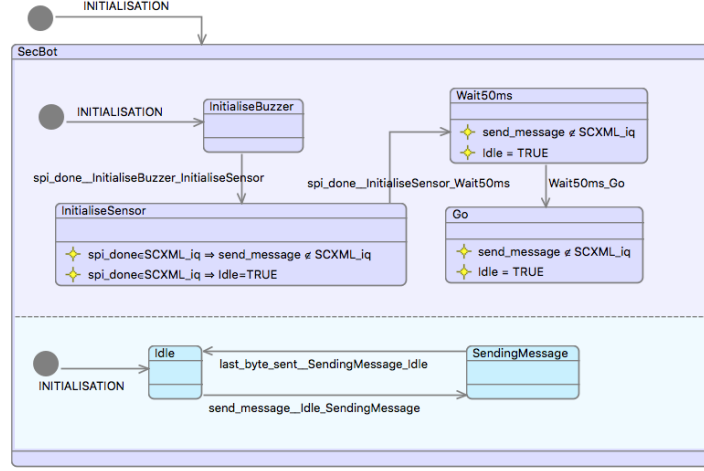 INITIALISATION
SecBot
INITIALISATION
InitialiseBuzzer
Wait50ms
send_message ∉ SCXML_iq
Idle = TRUE
spi_done__InitialiseBuzzer_InitialiseSensor
spi_done__InitialiseSensor_Wait50ms
Wait50ms_Go
InitialiseSensor
spi_done∈SCXML_iq ⇒ send_message ∉ SCXML_iq
spi_done∈SCXML_iq ⇒ Idle=TRUE
Go
send_message ∉ SCXML_iq
Idle = TRUE
Idle
SendingMessage
last_byte_sent__SendingMessage_Idle
INITIALISATION
send_message__Idle_SendingMessage